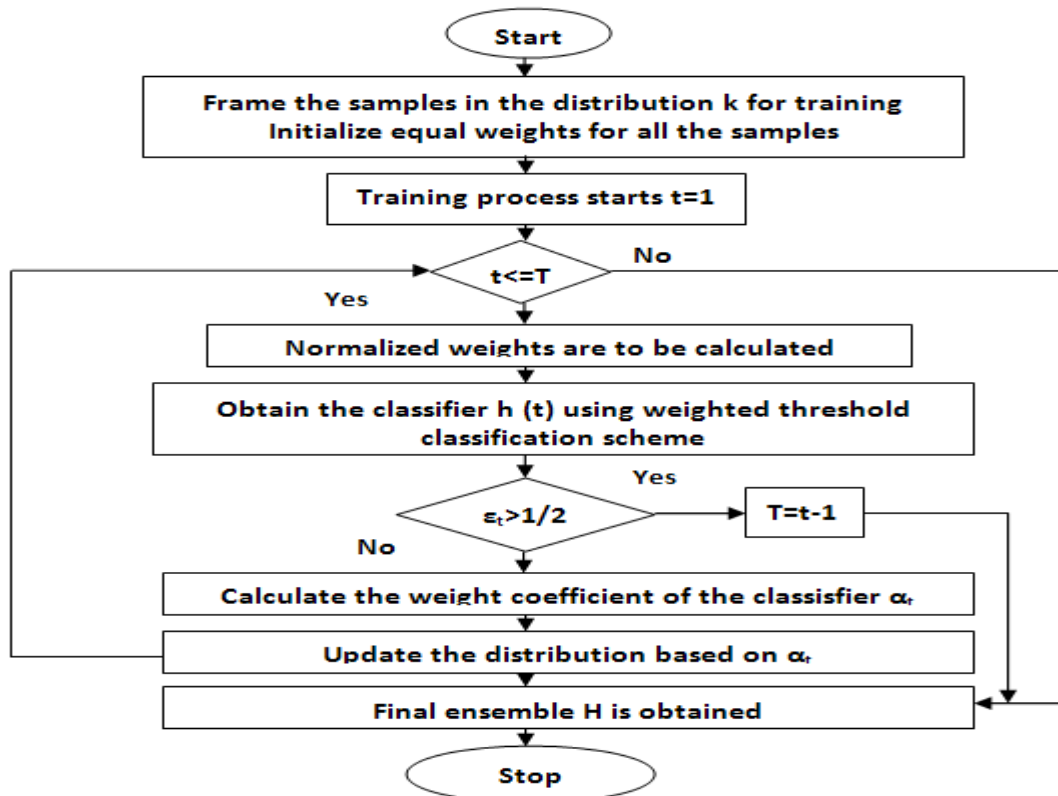 Start
Frame the samples in the distribution k for training
Initialize equal weights for all the samples
Training process starts t=1
t<=T
No
Yes
Normalized weights are to be calculated
Obtain the classifier h (t) using weighted threshold
classification scheme
Yes
εₜ>1/2
T=t-1
No
Calculate the weight coefficient of the classisfier αₜ
Update the distribution based on αₜ
Final ensemble H is obtained
Stop